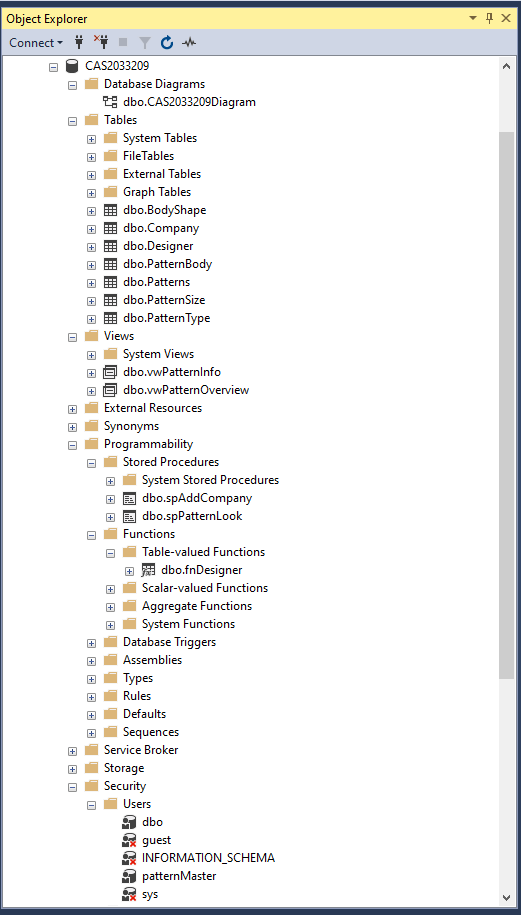 Object Explorer
Connect
CAS2033209
Database Diagrams
dbo.CAS2033209Diagram
Tables
System Tables
FileTables
External Tables
Graph Tables
dbo.BodyShape
dbo.Company
dbo.Designer
dbo.PatternBody
dbo.Patterns
dbo.PatternSize
dbo.PatternType
Views
System Views
dbo.vwPatternInfo
dbo.vwPatternOverview
External Resources
Synonyms
Programmability
Stored Procedures
System Stored Procedures
dbo.spAddCompany
dbo.spPatternLook
Functions
Table-valued Functions
dbo.fnDesigner
Scalar-valued Functions
Aggregate Functions
System Functions
Database Triggers
Assemblies
Types
Rules
Defaults
Sequences
Service Broker
Storage
Security
Users
dbo
guest
INFORMATION_SCHEMA
patternMaster
sys